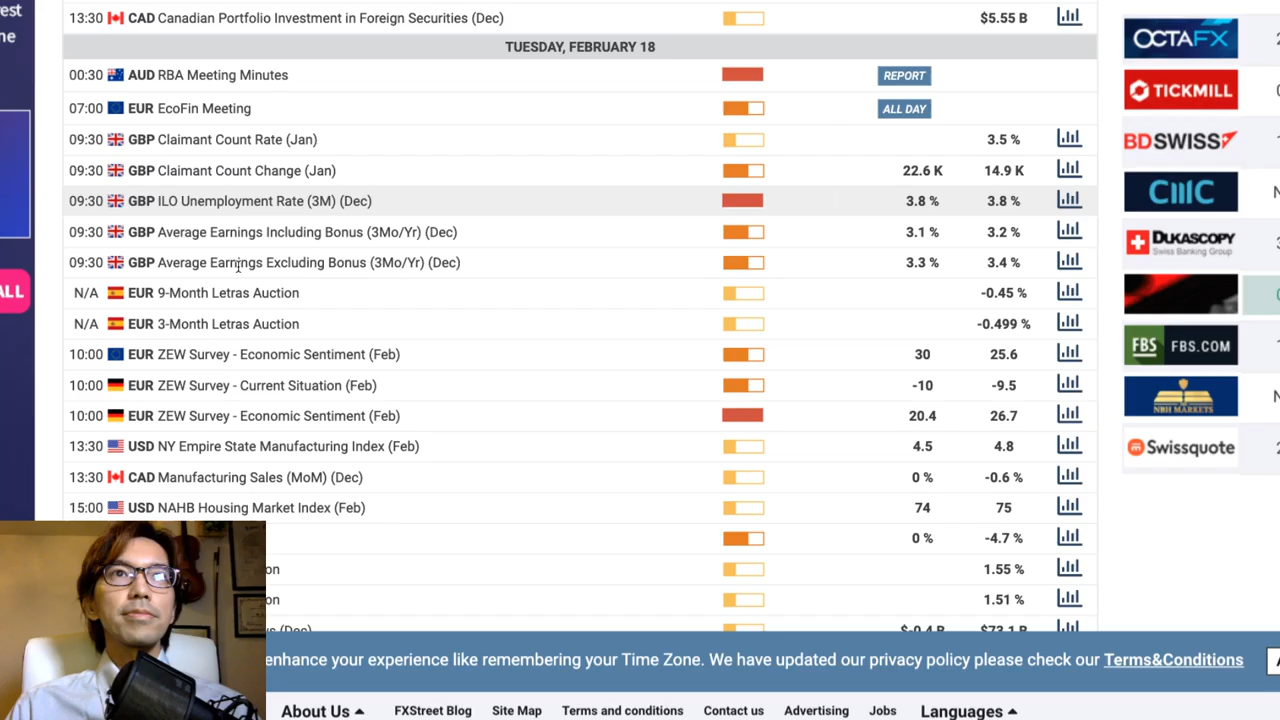 rest
ne
13:30 CAD Canadian Portfolio Investment in Foreign Securities (Dec) $5.55 B
TUESDAY, FEBRUARY 18
00:30 AUD RBA Meeting Minutes REPORT
07:00 EUR EcoFin Meeting ALL DAY
09:30 GBP Claimant Count Rate (Jan) 3.5 %
09:30 GBP Claimant Count Change (Jan) 22.6 K 14.9 K
09:30 GBP ILO Unemployment Rate (3M) (Dec) 3.8 % 3.8 %
09:30 GBP Average Earnings Including Bonus (3Mo/Yr) (Dec) 3.1 % 3.2 %
09:30 GBP Average Earnings Excluding Bonus (3Mo/Yr) (Dec) 3.3 % 3.4 %
ALL
N/A EUR 9-Month Letras Auction -0.45 %
N/A EUR 3-Month Letras Auction -0.499 %
10:00 EUR ZEW Survey - Economic Sentiment (Feb) 30 25.6
10:00 EUR ZEW Survey - Current Situation (Feb) -10 -9.5
10:00 EUR ZEW Survey - Economic Sentiment (Feb) 20.4 26.7
13:30 USD NY Empire State Manufacturing Index (Feb) 4.5 4.8
13:30 CAD Manufacturing Sales (MoM) (Dec) 0 % -0.6 %
15:00 USD NAHB Housing Market Index (Feb) 74 75
0 % -4.7 %
on 1.55 %
on 1.51 %
(Dec) $-0.4 B $73.1 B
OCTAFX
TICKMILL
BDSWISS
CMC
DUKASCOPY
Swiss Banking Group
FBS FBS.COM
NBH MARKETS
Swissquote
enhance your experience like remembering your Time Zone. We have updated our privacy policy please check our Terms&Conditions
About Us FXStreet Blog Site Map Terms and conditions Contact us Advertising Jobs Languages